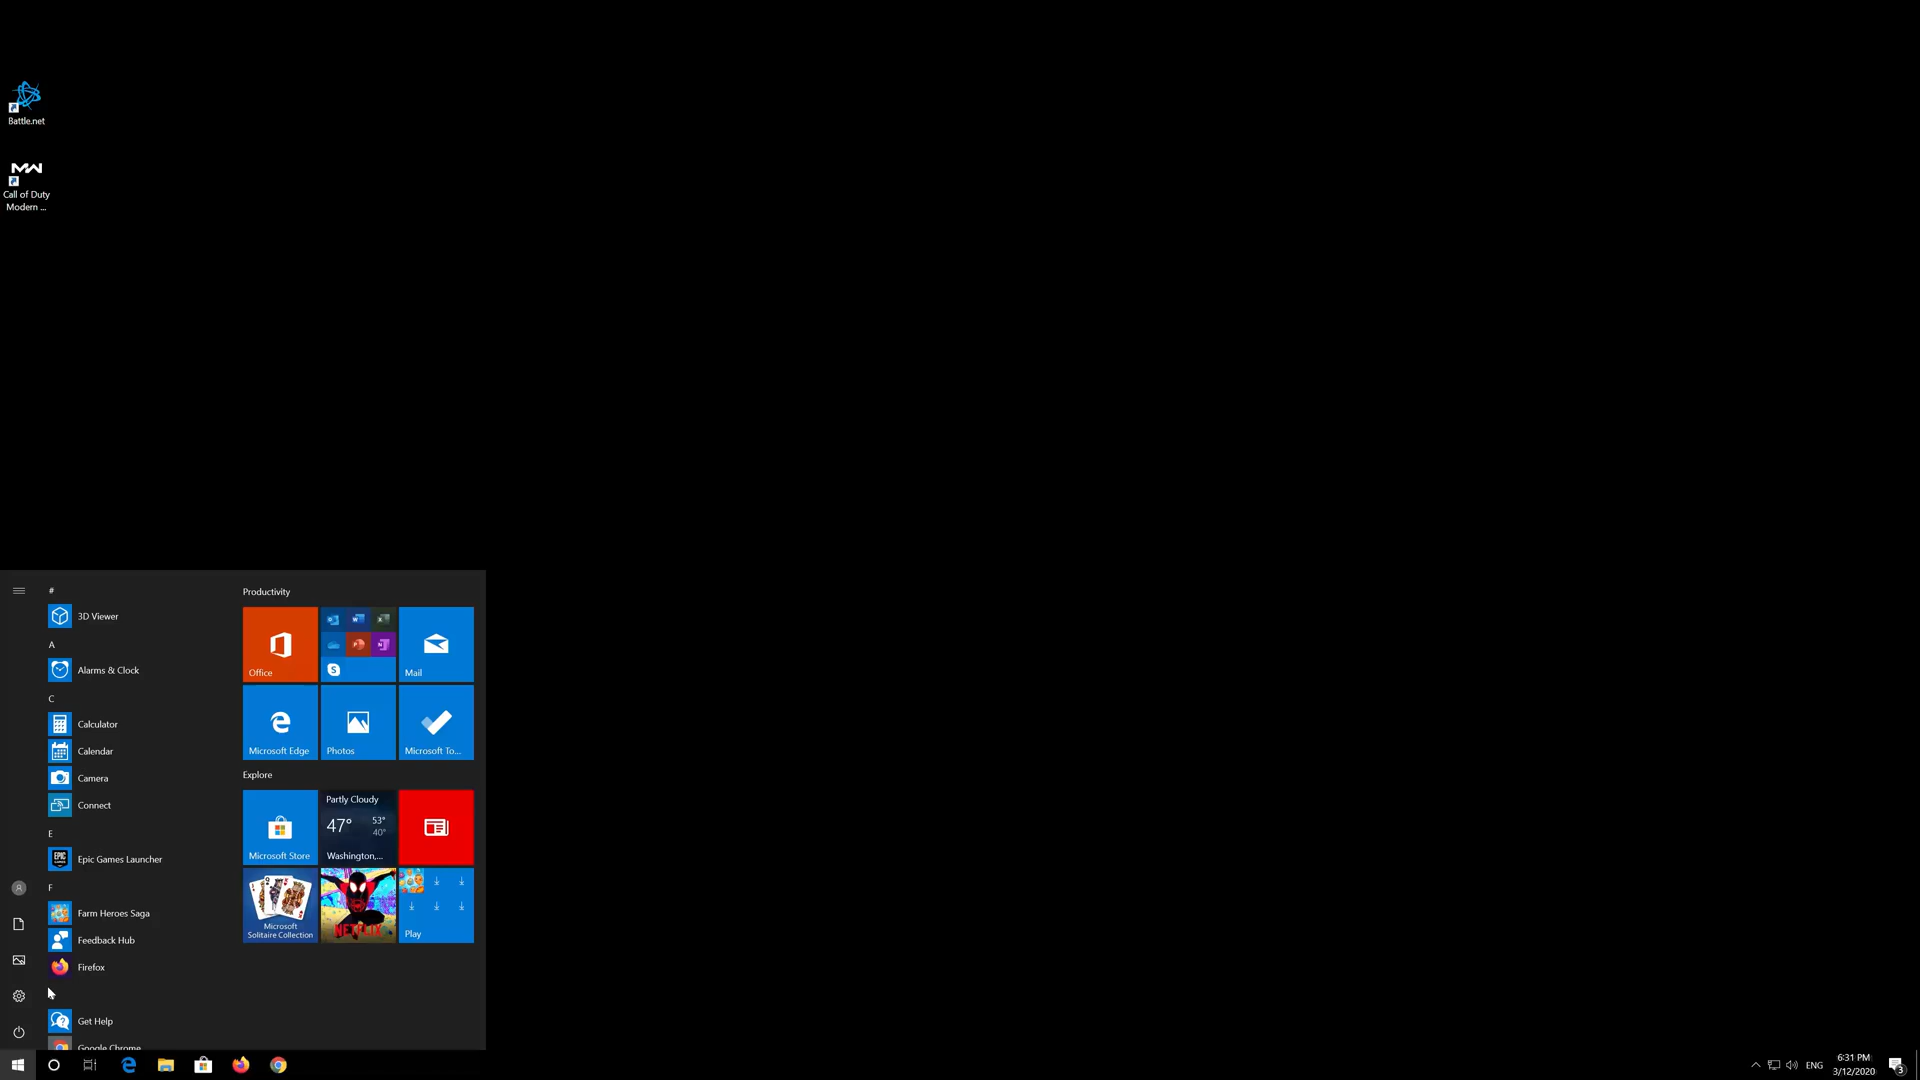 Battle.net
Call of Duty
Modern ...
#
3D Viewer
A
Alarms & Clock
C
Calculator
Calendar
Camera
Connect
E
Epic Games Launcher
F
Farm Heroes Saga
Feedback Hub
Firefox
Get Help
Google Chrome
Productivity
Office
Mail
Microsoft Edge
Photos
Microsoft To...
Explore
Microsoft Store
Partly Cloudy
47°
53°
40°
Washington,...
Microsoft
Solitaire Collection
NETFLIX
Play
ENG
6:31 PM
3/12/2020
3